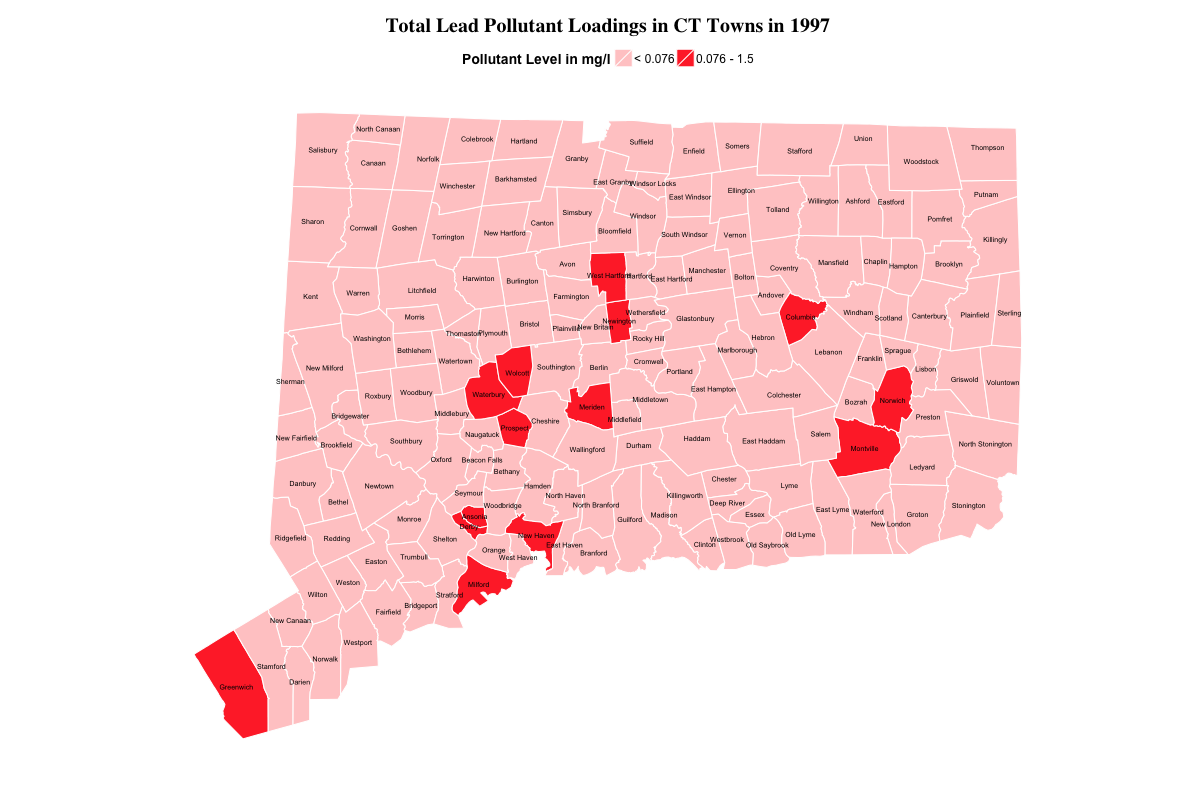 Total Lead Pollutant Loadings in CT Towns in 1997
Pollutant Level in mg/l < 0.076 0.076 - 1.5
North Canaan
Colebrook
Hartland
Salisbury
Canaan
Norfolk
Granby
Suffield
Enfield
Somers
Stafford
Union
Woodstock
Thompson
Winchester
Barkhamsted
East Granby
Windsor Locks
East Windsor
Ellington
Tolland
Willington
Ashford
Eastford
Putnam
Pomfret
Sharon
Cornwall
Goshen
Torrington
New Hartford
Canton
Simsbury
Bloomfield
Windsor
South Windsor
Vernon
Killingly
Kent
Warren
Litchfield
Harwinton
Burlington
Avon
Farmington
West Hartford
Hartford
East Hartford
Manchester
Bolton
Coventry
Andover
Mansfield
Chaplin
Hampton
Brooklyn
Washington
Morris
Bethlehem
Thomaston
Plymouth
Watertown
Bristol
Plainville
New Britain
Newington
Wethersfield
Rocky Hill
Glastonbury
Hebron
Marlborough
Columbia
Lebanon
Windham
Scotland
Canterbury
Plainfield
Sterling
Franklin
Sprague
Lisbon
Griswold
Voluntown
New Milford
Sherman
Roxbury
Woodbury
Bridgewater
Middlebury
Waterbury
Wolcott
Southington
Berlin
Cromwell
Portland
Meriden
Middletown
Middlefield
East Hampton
Colchester
Bozrah
Norwich
Preston
Prospect
Cheshire
Naugatuck
New Fairfield
Brookfield
Southbury
Oxford
Beacon Falls
Bethany
Wallingford
Durham
Haddam
East Haddam
Salem
Montville
Ledyard
North Stonington
Danbury
Bethel
Newtown
Seymour
Woodbridge
Hamden
North Haven
North Branford
Guilford
Killingworth
Madison
Chester
Deep River
Essex
Lyme
East Lyme
Waterford
New London
Groton
Stonington
Ridgefield
Redding
Monroe
Shelton
Ansonia
Derby
Orange
New Haven
West Haven
East Haven
Branford
Clinton
Westbrook
Old Saybrook
Old Lyme
Easton
Trumbull
Milford
Stratford
Wilton
Weston
Fairfield
Bridgeport
New Canaan
Westport
Stamford
Norwalk
Darien
Greenwich